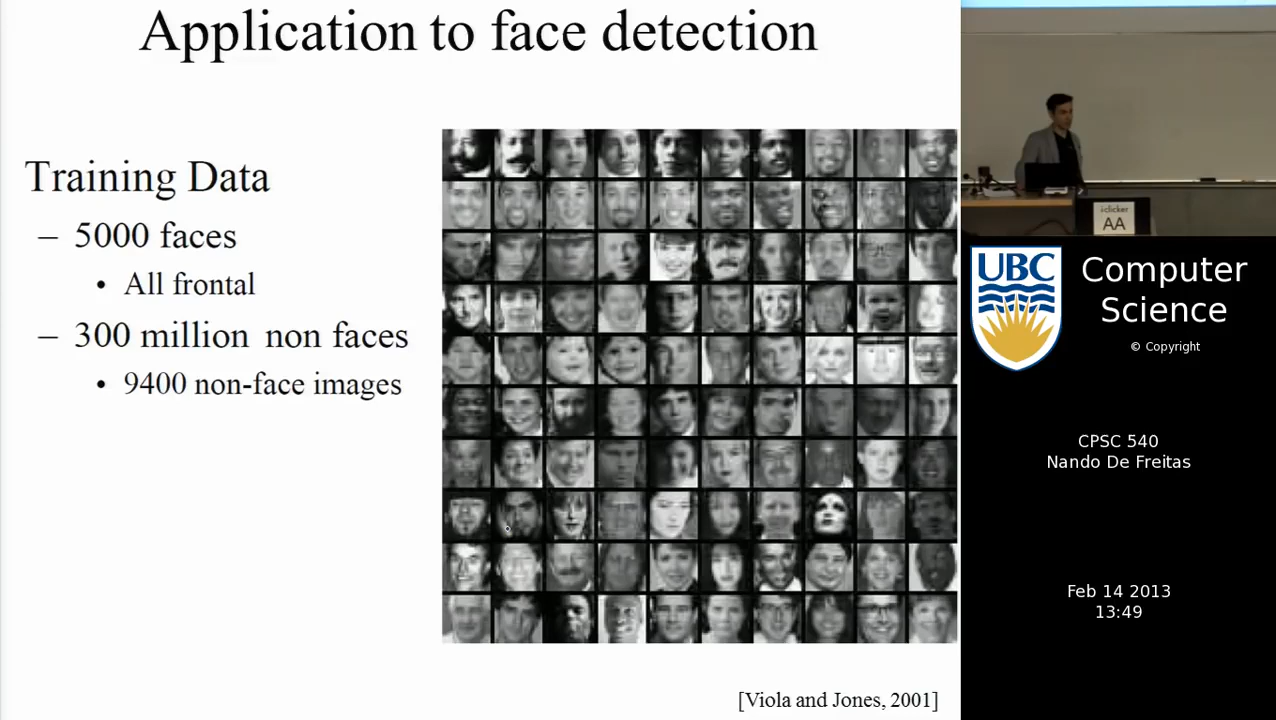 Application to face detection
Training Data
– 5000 faces
• All frontal
– 300 million non faces
• 9400 non-face images
[Viola and Jones, 2001]
i-clicker
AA
UBC
Computer
Science
© Copyright
CPSC 540
Nando De Freitas
Feb 14 2013
13:49